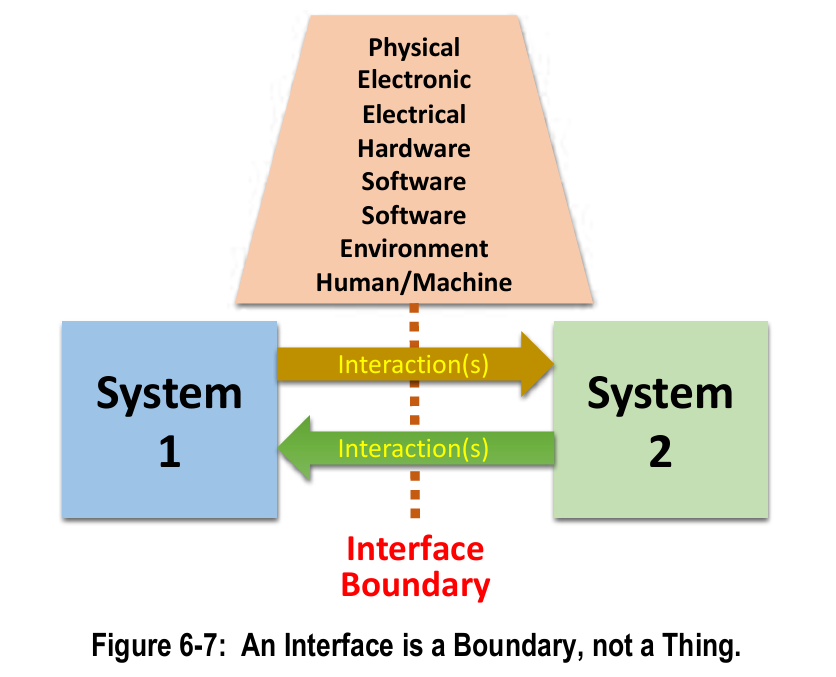 Physical
Electronic
Electrical
Hardware
Software
Software
Environment
Human/Machine
System
1
Interaction(s)
Interaction(s)
System
2
Interface
Boundary
Figure 6-7:  An Interface is a Boundary, not a Thing.